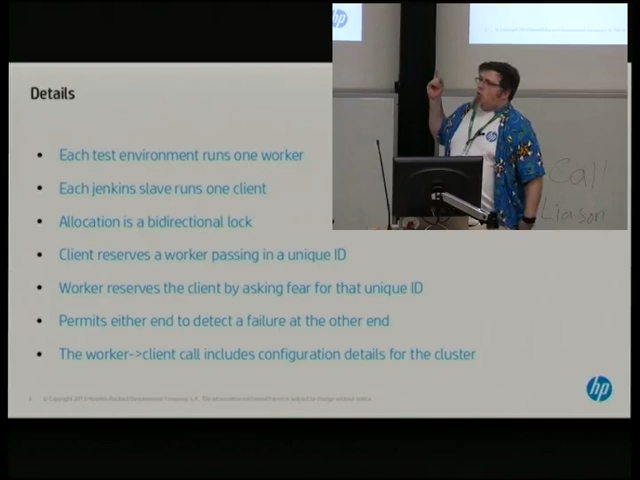 Details
Each test environment runs one worker
Each jenkins slave runs one client
Allocation is a bidirectional lock
Client reserves a worker passing in a unique ID
Worker reserves the client by asking fear for that unique ID
Permits either end to detect a failure at the other end
The worker->client call includes configuration details for the cluster
hp
Call
Liason